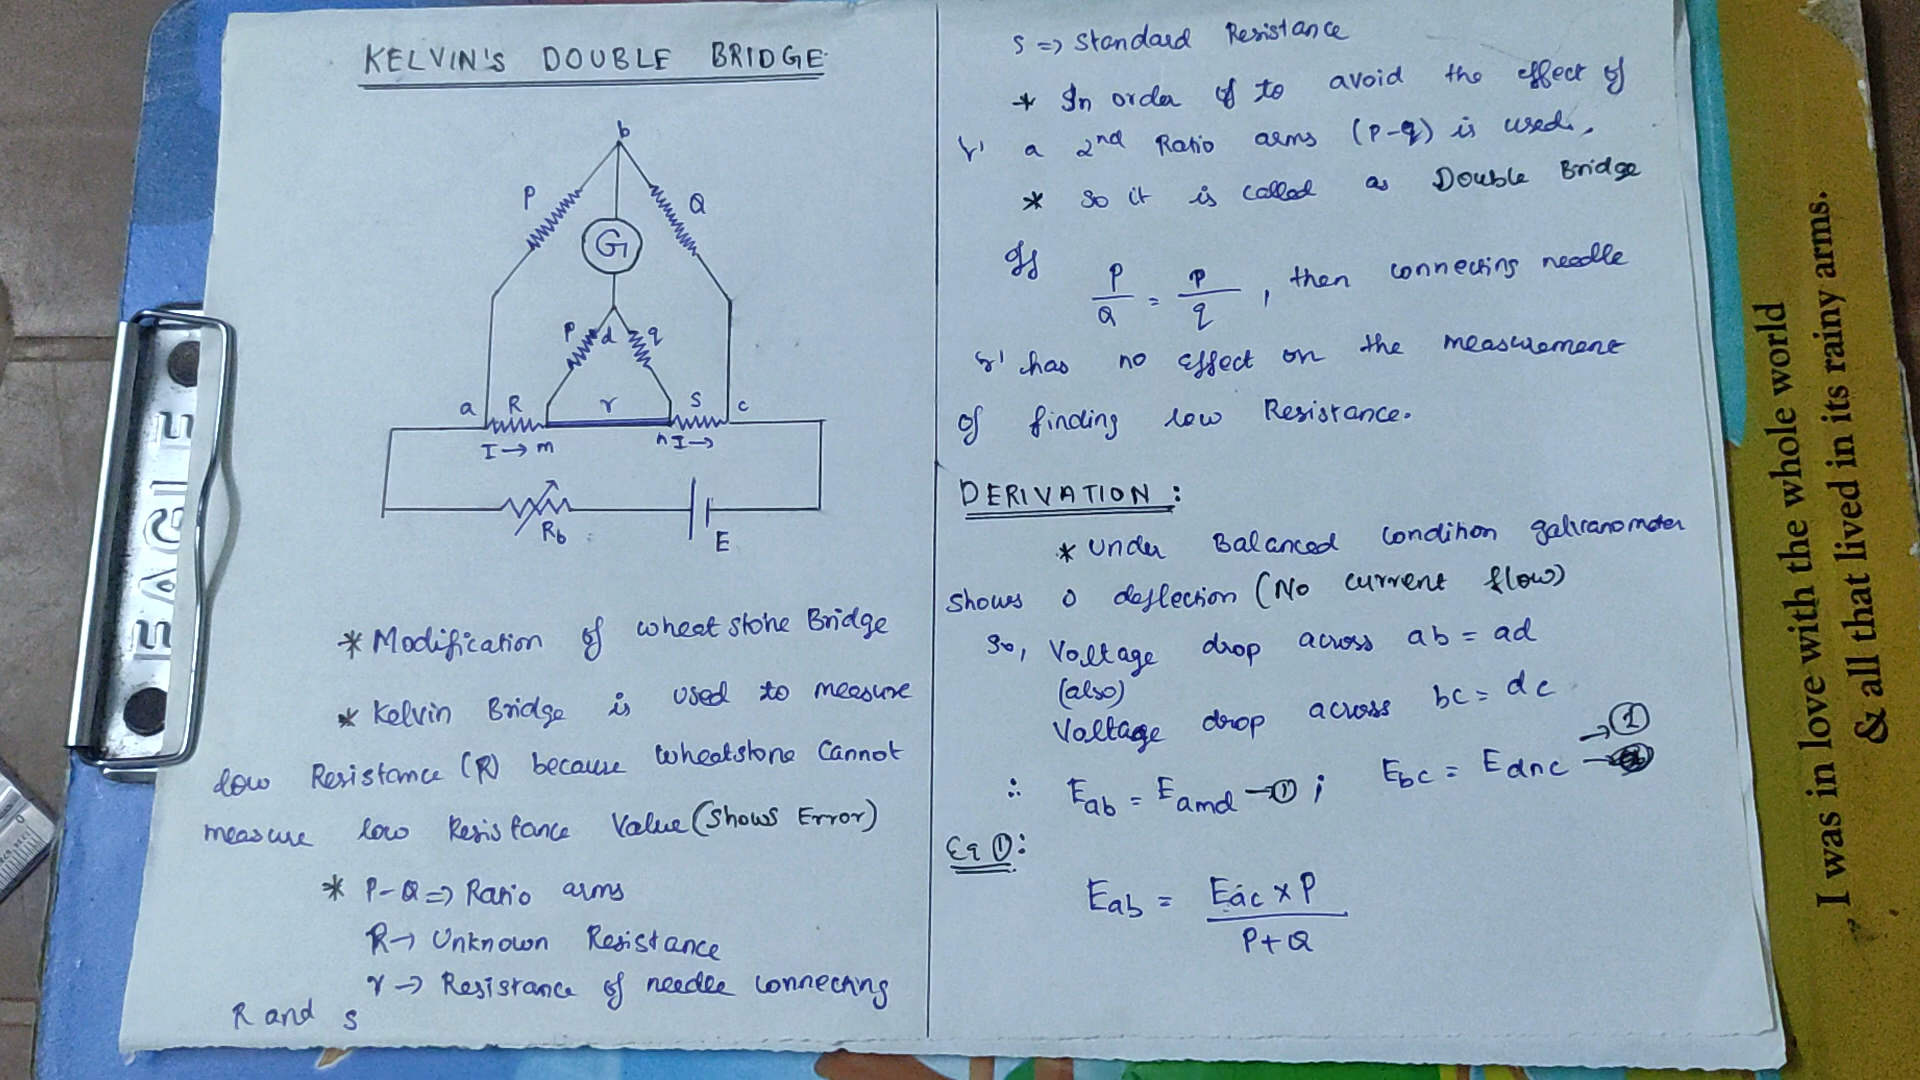 KELVIN'S DOUBLE BRIDGE
b
P
Q
G
P
d
q
a
R
r
S
c
I→ m
n I→
Rb
E
* Modification of wheat stone Bridge
* Kelvin Bridge is used to measure
low Resistance (R) because wheatstone cannot
measure low Resistance Value (Shows Error)
* P-Q => Ratio arms
R→ Unknown Resistance
r → Resistance of needle connecting
R and S
S => Standard Resistance
* In order of to avoid the effect of
'r' a 2nd Ratio arms (p-q) is used.
* So it is called as Double Bridge
If P/Q = p/q, then connecting needle
'r' has no effect on the measurement
of finding low Resistance.
DERIVATION :
* Under Balanced condition galvanometer
shows 0 deflection (No current flow)
So, Voltage drop across ab = ad
(also)
Voltage drop across bc = dc
∴ Eab = Eamd →① ; Ebc = Ednc →②
Eq ①:
Eab = Eac x P / P+Q
EAGLE
I was in love with the whole world
& all that lived in its rainy arms.